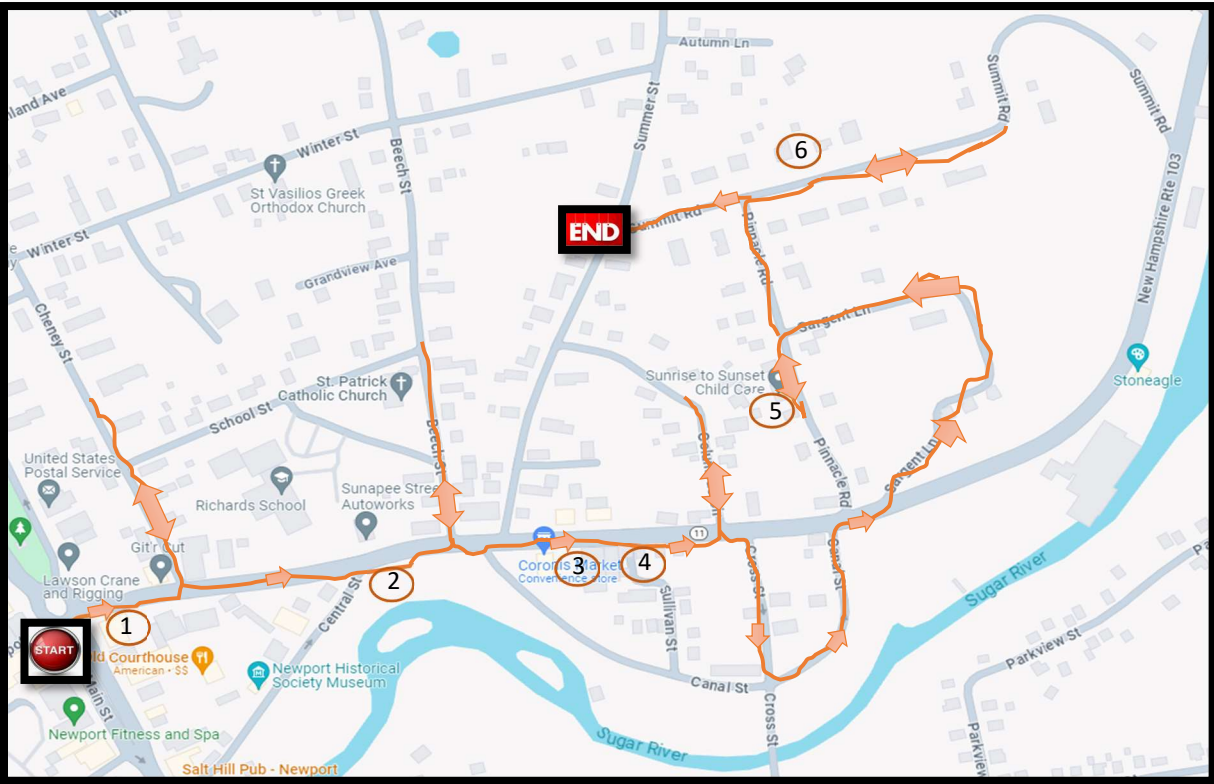 Autumn Ln
Summit Rd
Summit Rd
Summer St
Winter St
Beech St
6
St Vasilios Greek
Orthodox Church
New Hampshire Rte 103
END
Summit Rd
Pinnacle Rd
Winter St
Grandview Ave
Cheney St
Sargent Ln
Stoneagle
St. Patrick
Catholic Church
Sunrise to Sunset
Child Care
5
School St
Beech St
Pinnacle Rd
Sargent Ln
United States
Postal Service
Richards School
Sunapee Street
Autoworks
Git'r Cut
11
Coronis Market
Convenience store
3
4
2
Cross St
Canal St
Lawson Crane
and Rigging
Central St
Sullivan St
Sugar River
1
START
ld Courthouse
American · $$
Newport Historical
Society Museum
Parkview St
Canal St
Main St
Cross St
Newport Fitness and Spa
Sugar River
Parkview
Salt Hill Pub - Newport